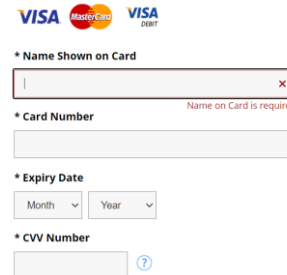 VISA MasterCard VISA
DEBIT
* Name Shown on Card
Name on Card is require
* Card Number
* Expiry Date
Month Year
* CVV Number
?